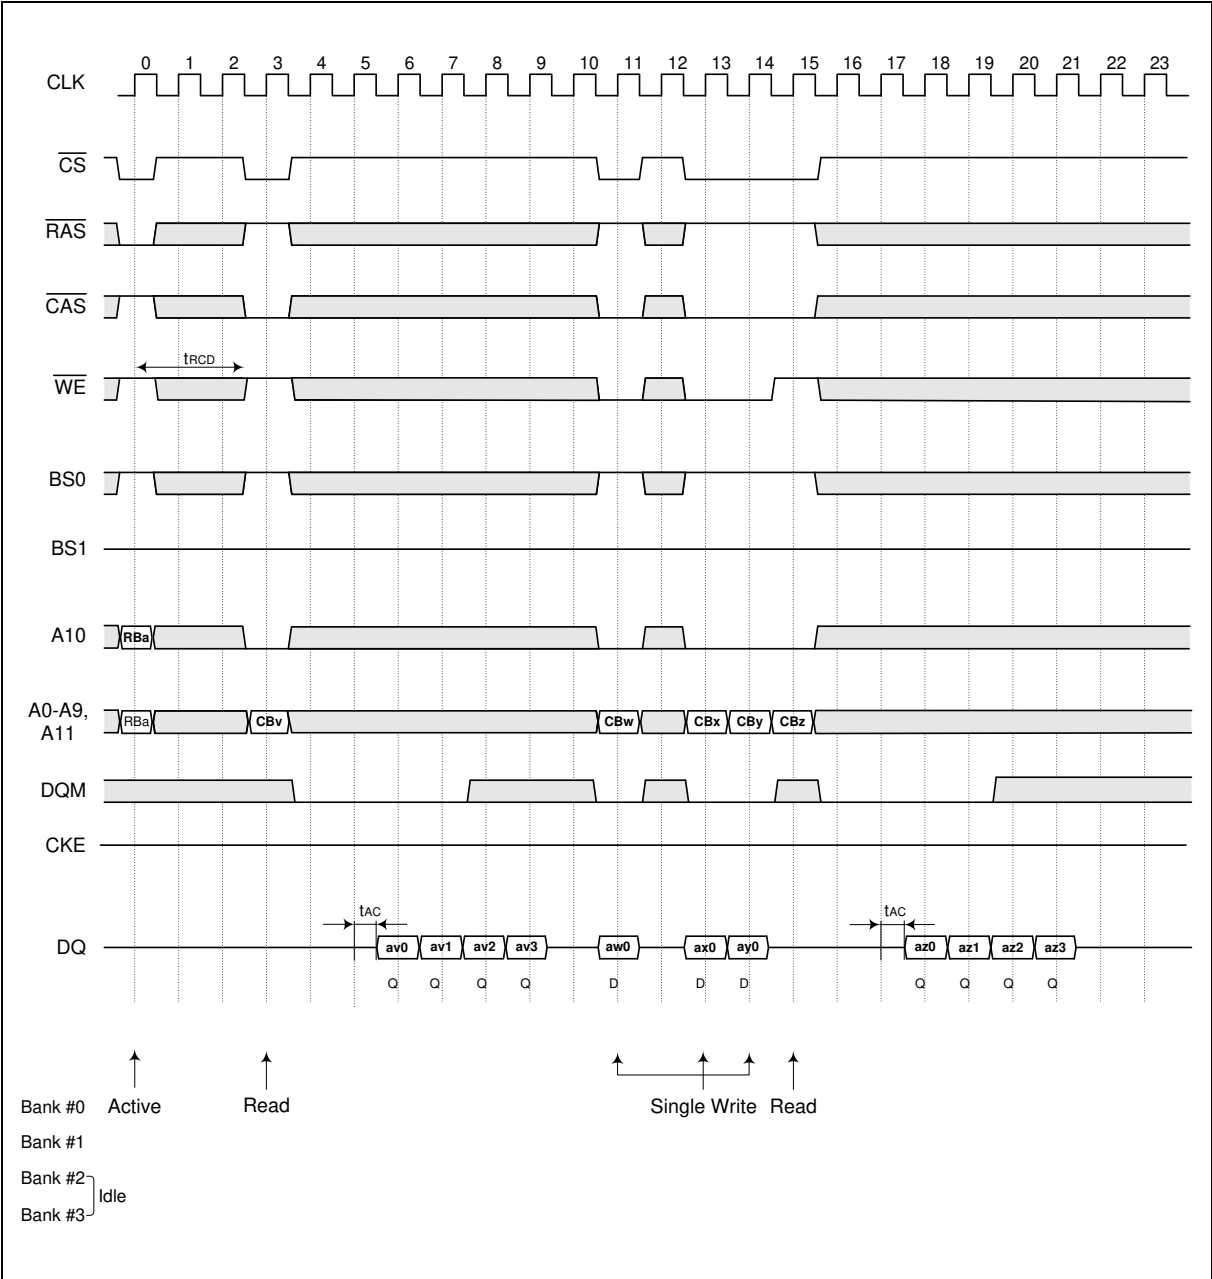 0 1 2 3 4 5 6 7 8 9 10 11 12 13 14 15 16 17 18 19 20 21 22 23
CLK
CS
RAS
CAS
tRCD
WE
BS0
BS1
A10 RBa
A0-A9,
A11
RBa CBv CBw CBx CBy CBz
DQM
CKE
tAC tAC
DQ av0 av1 av2 av3 aw0 ax0 ay0 az0 az1 az2 az3
Q Q Q Q D D D Q Q Q Q
Bank #0 Active Read Single Write Read
Bank #1
Bank #2
Idle
Bank #3